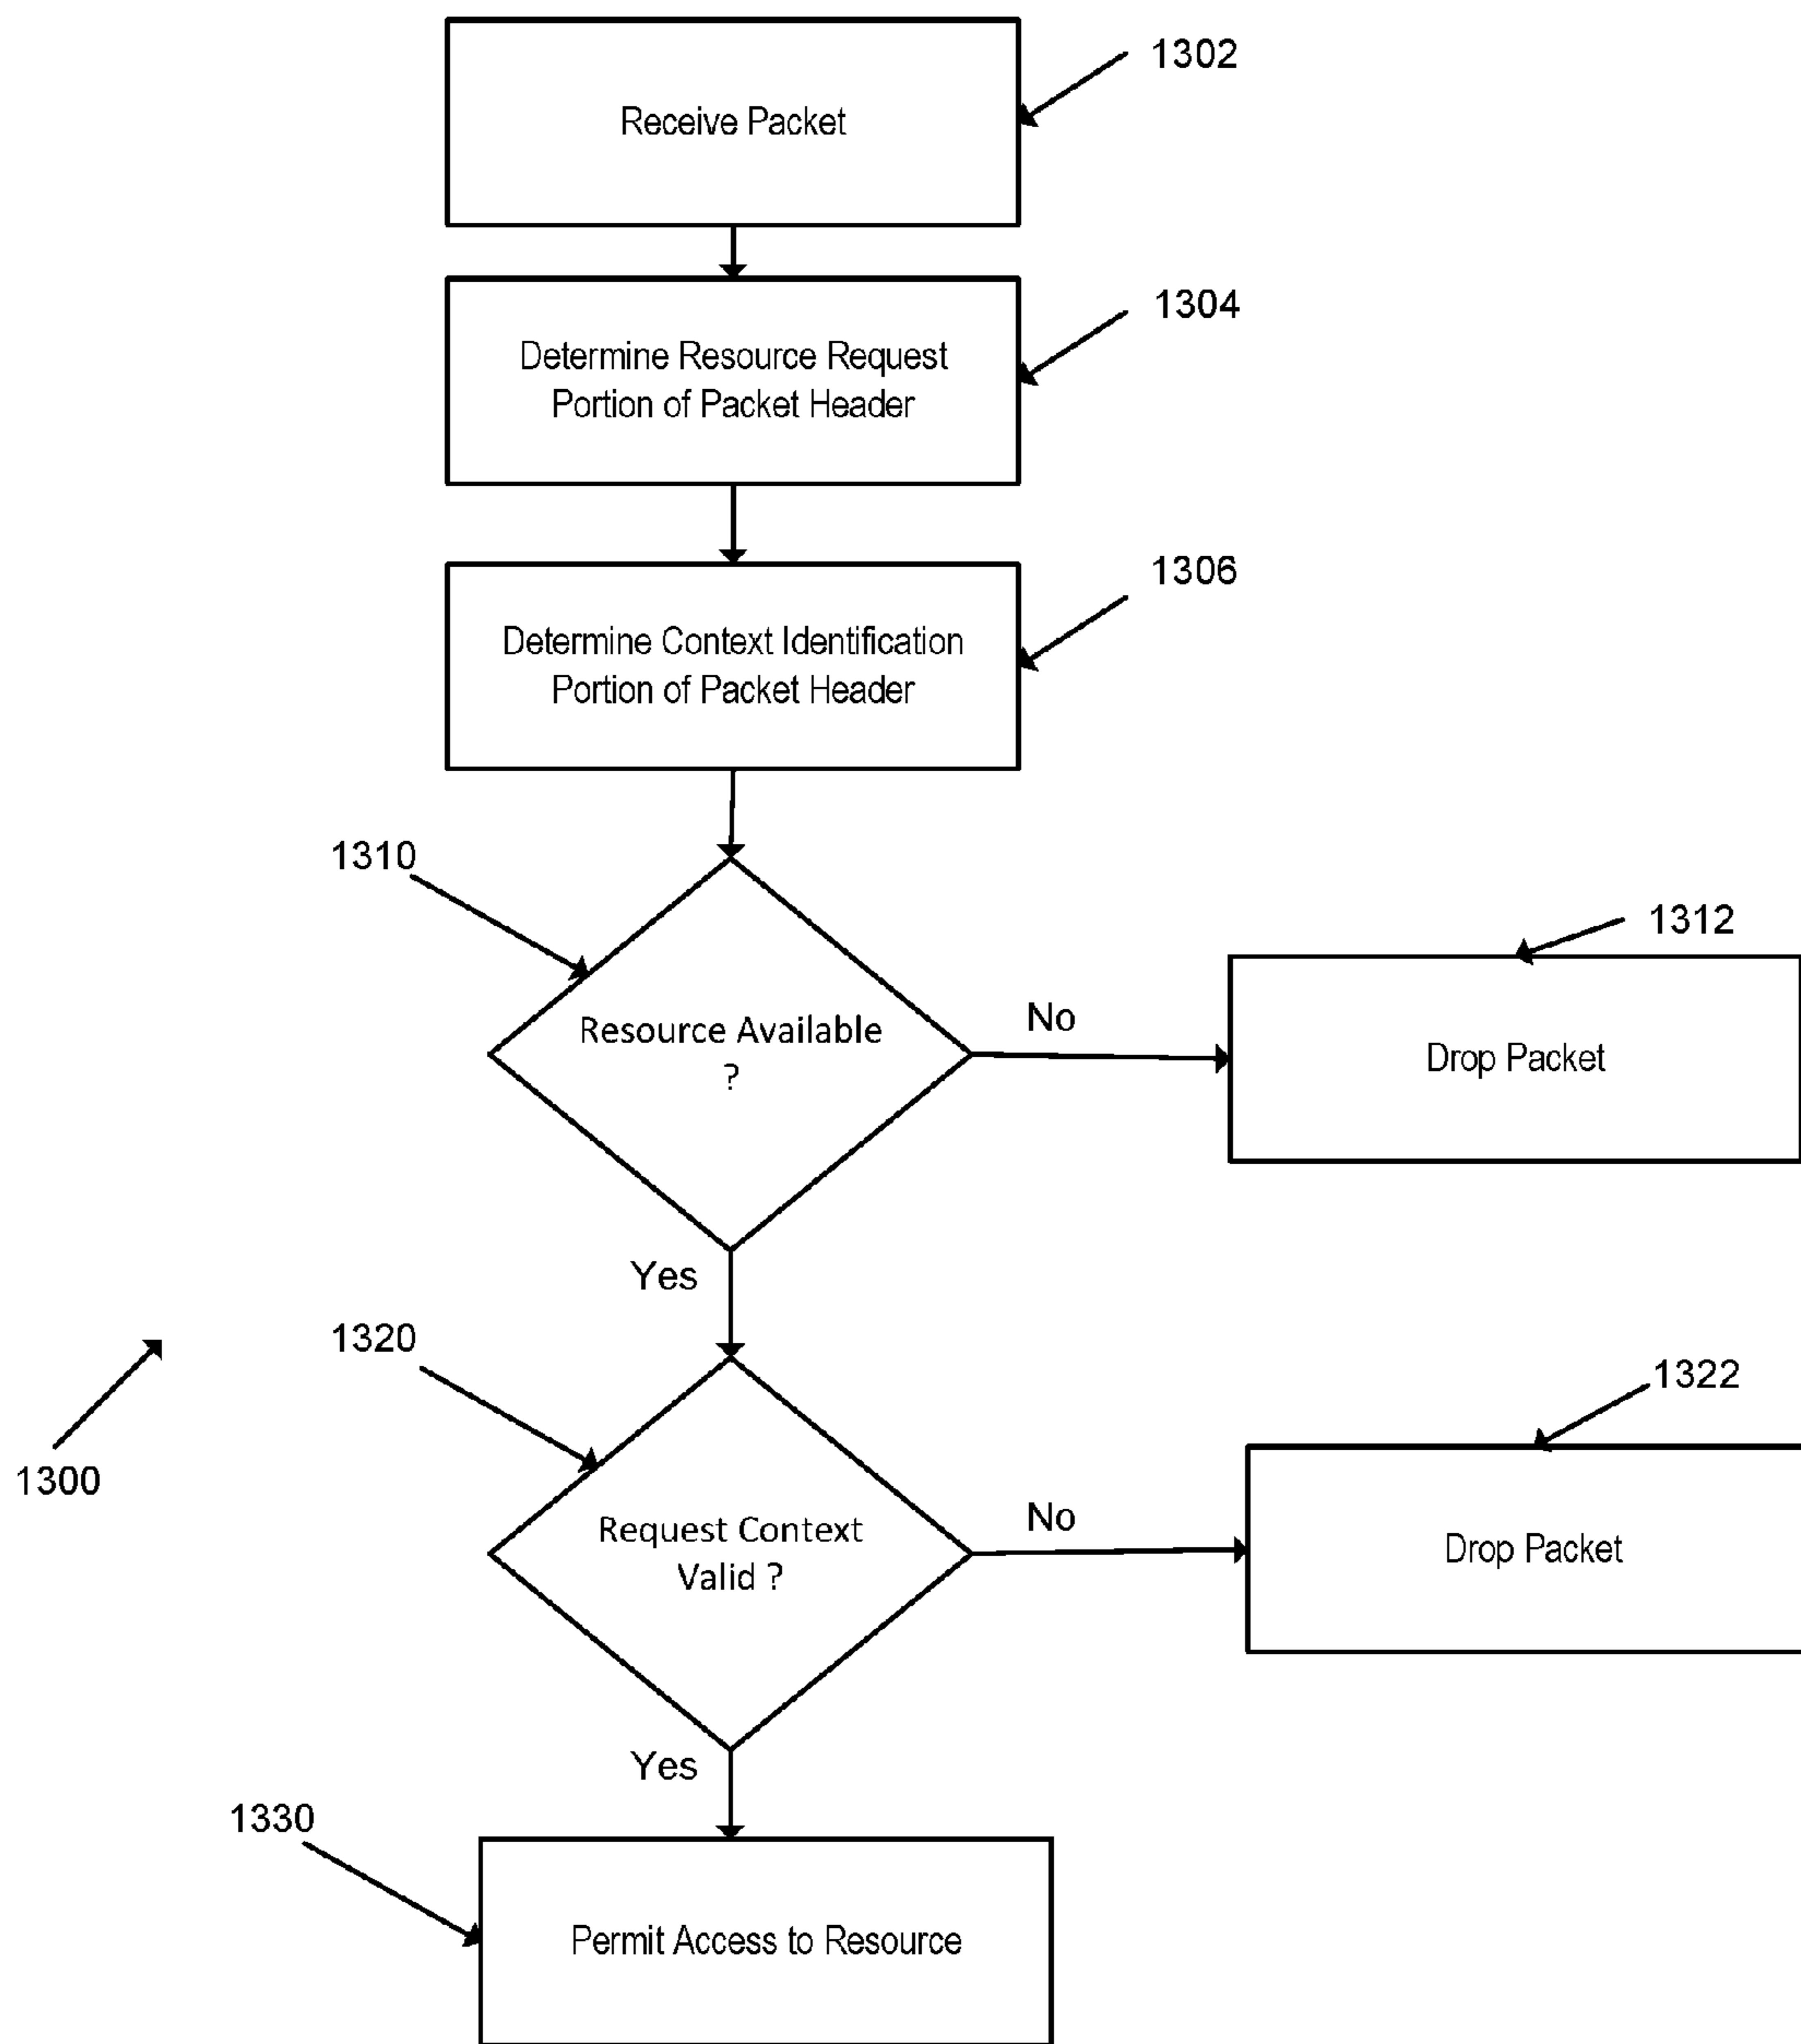 1302
Receive Packet
1304
Determine Resource Request
Portion of Packet Header
1306
Determine Context Identification
Portion of Packet Header
1310
1312
Resource Available
?
No
Drop Packet
Yes
1320
1322
1300
Request Context
Valid ?
No
Drop Packet
Yes
1330
Permit Access to Resource